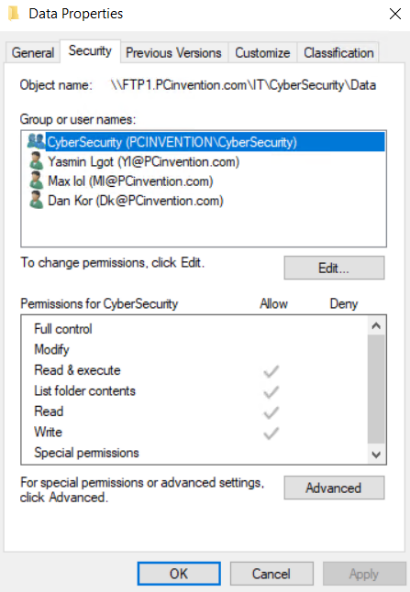 Data Properties
General Security Previous Versions Customize Classification
Object name: \\FTP1.PCinvention.com\IT\CyberSecurity\Data
Group or user names:
CyberSecurity (PCINVENTION\CyberSecurity)
Yasmin Lgot (Yl@PCinvention.com)
Max lol (Ml@PCinvention.com)
Dan Kor (Dk@PCinvention.com)
To change permissions, click Edit.
Edit...
Permissions for CyberSecurity Allow Deny
Full control
Modify
Read & execute
List folder contents
Read
Write
Special permissions
For special permissions or advanced settings,
click Advanced.
Advanced
OK Cancel Apply